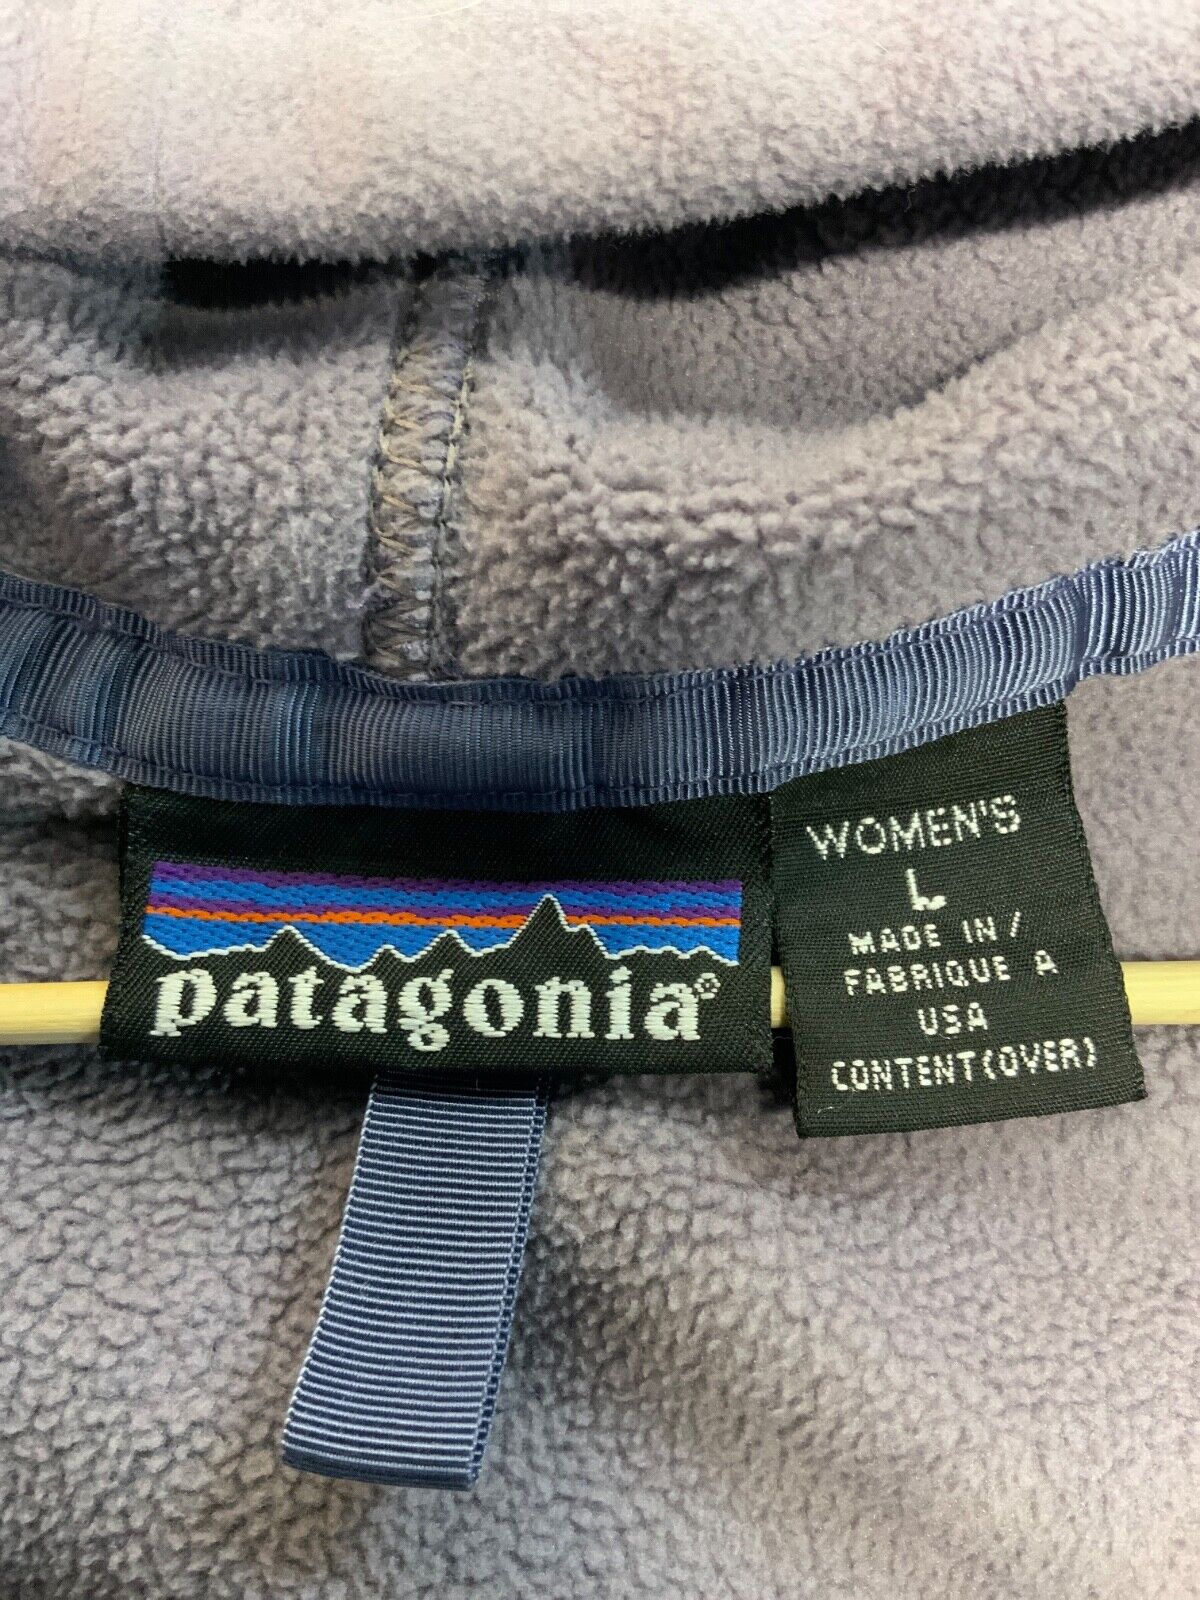 patagonia®
WOMEN'S
L
MADE IN/
FABRIQUE A
USA
CONTENT(OVER)